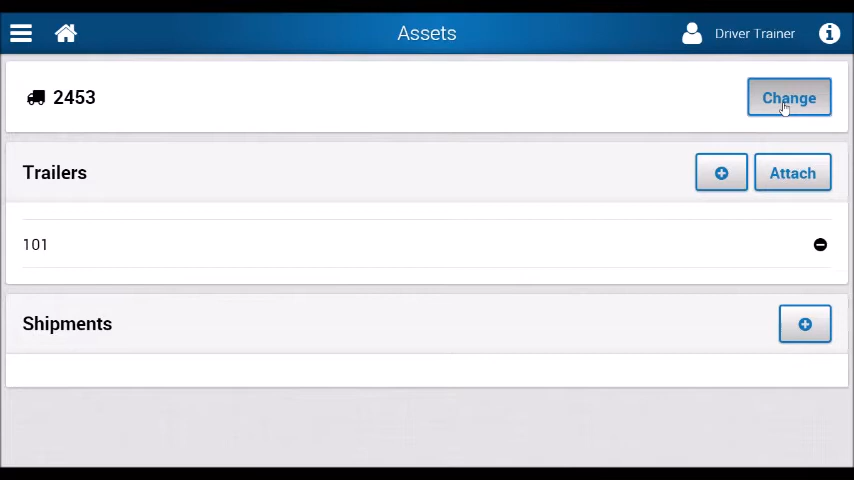 Assets
Driver Trainer
2453
Change
Trailers
Attach
101
Shipments